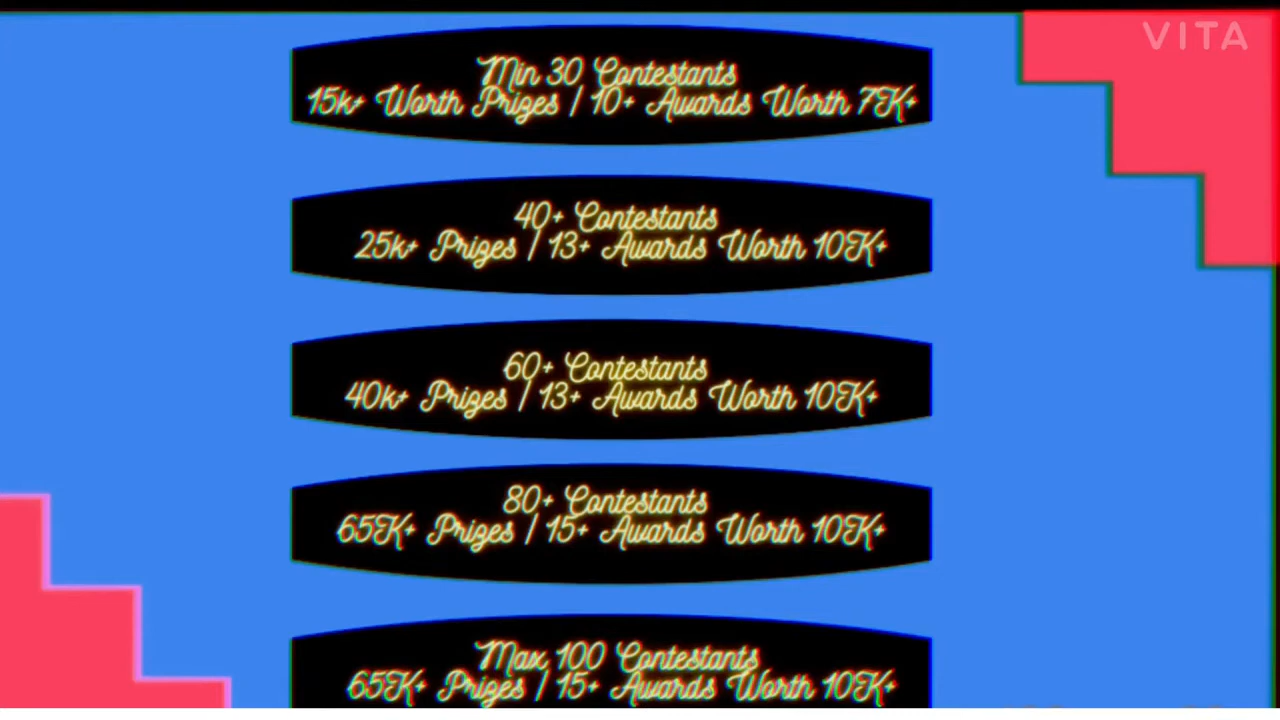 VITA
Min 30 Contestants
15k+ Worth Prizes / 10+ Awards Worth 7K+
40+ Contestants
25k+ Prizes / 13+ Awards Worth 10K+
60+ Contestants
40k+ Prizes / 13+ Awards Worth 10K+
80+ Contestants
65K+ Prizes / 15+ Awards Worth 10K+
Max 100 Contestants
65K+ Prizes / 15+ Awards Worth 10K+